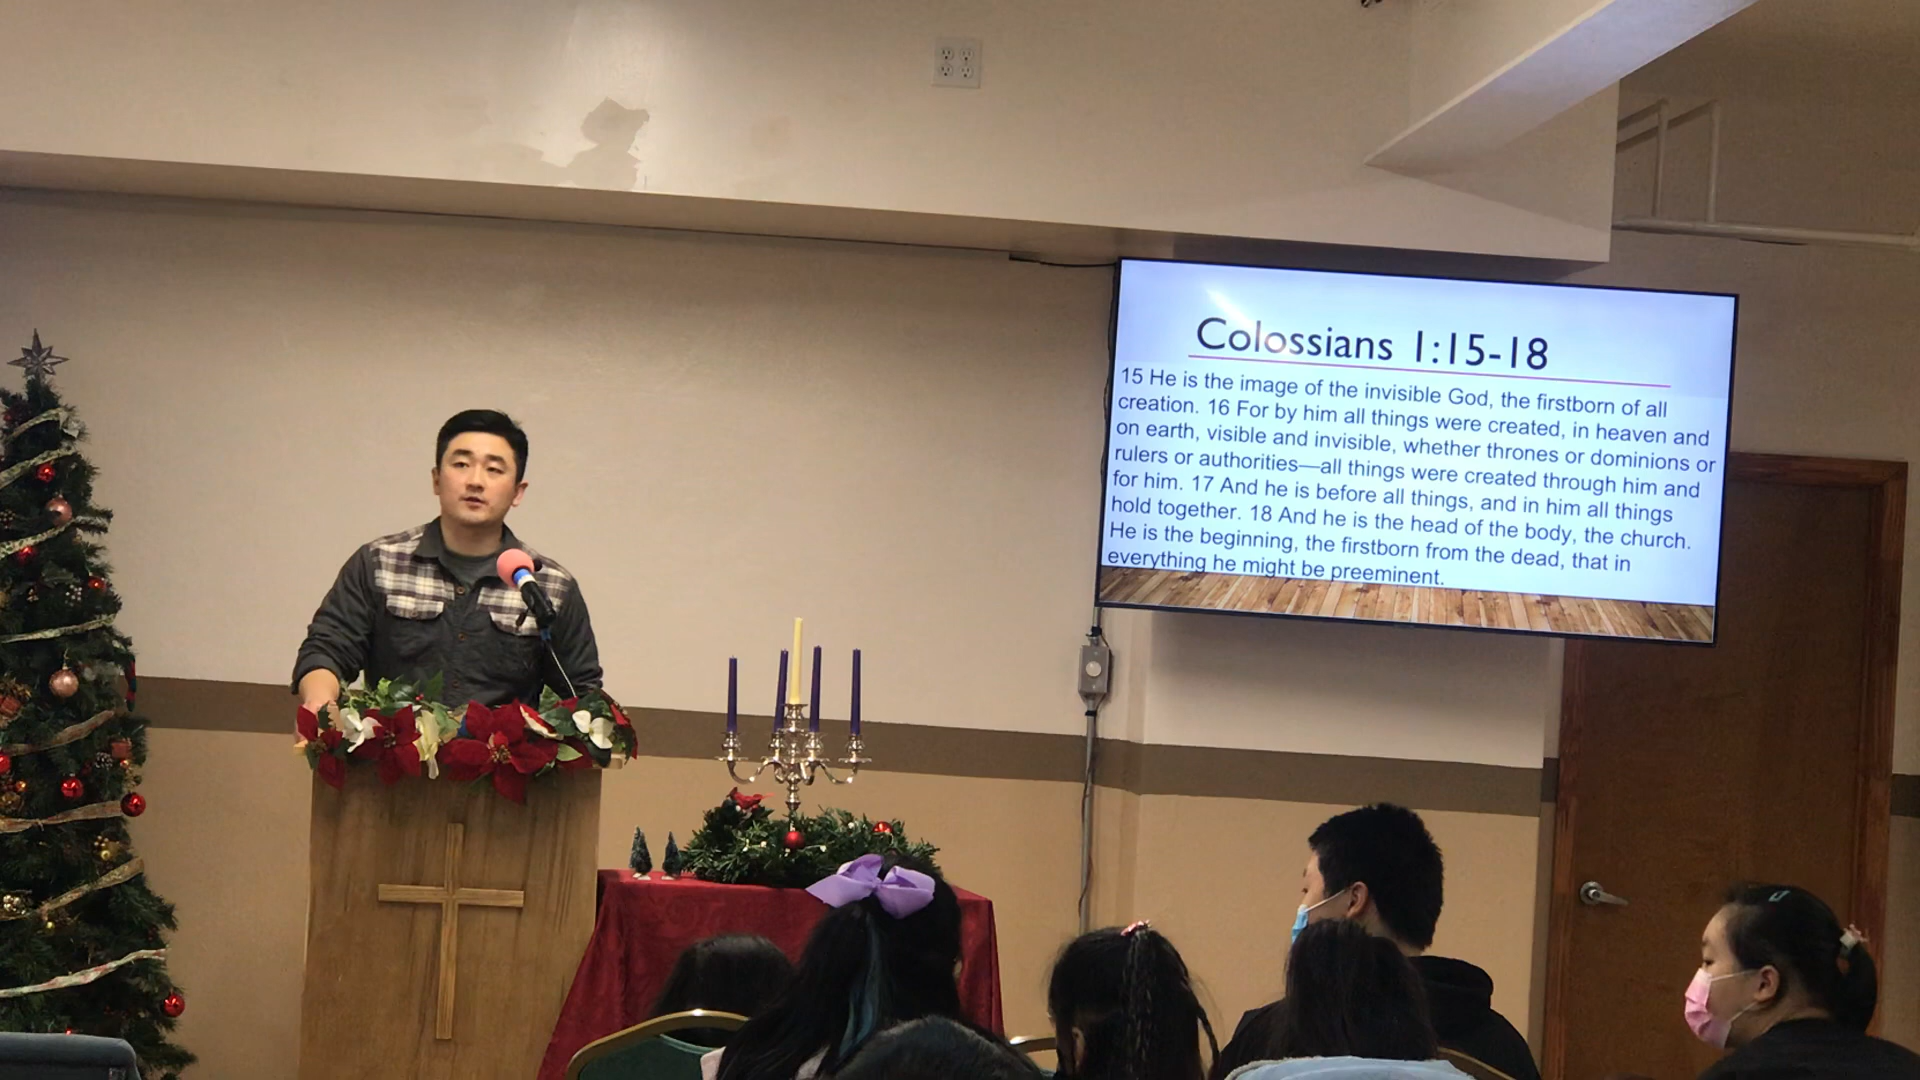 Colossians 1:15-18
15 He is the image of the invisible God, the firstborn of all
creation. 16 For by him all things were created, in heaven and
on earth, visible and invisible, whether thrones or dominions or
rulers or authorities—all things were created through him and
for him. 17 And he is before all things, and in him all things
hold together. 18 And he is the head of the body, the church.
He is the beginning, the firstborn from the dead, that in
everything he might be preeminent.